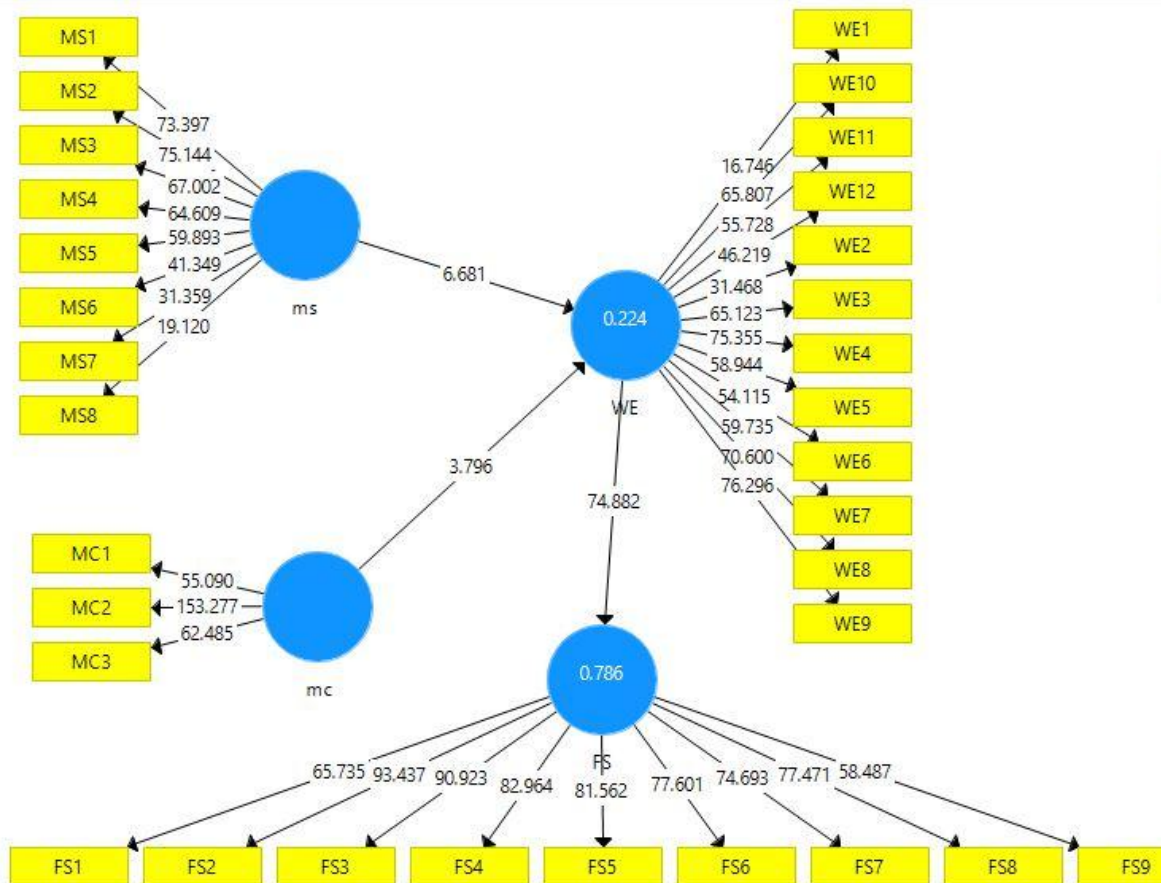 MS1
MS2
MS3
MS4
MS5
MS6
MS7
MS8
73.397
75.144
67.002
64.609
59.893
41.349
31.359
19.120
ms
6.681
WE1
WE10
WE11
WE12
WE2
WE3
WE4
WE5
WE6
WE7
WE8
WE9
16.746
65.807
55.728
46.219
31.468
65.123
75.355
58.944
54.115
59.735
70.600
76.296
0.224
WE
3.796
74.882
MC1
MC2
MC3
55.090
153.277
62.485
mc
0.786
FS
65.735
93.437
90.923
82.964
81.562
77.601
74.693
77.471
58.487
FS1
FS2
FS3
FS4
FS5
FS6
FS7
FS8
FS9